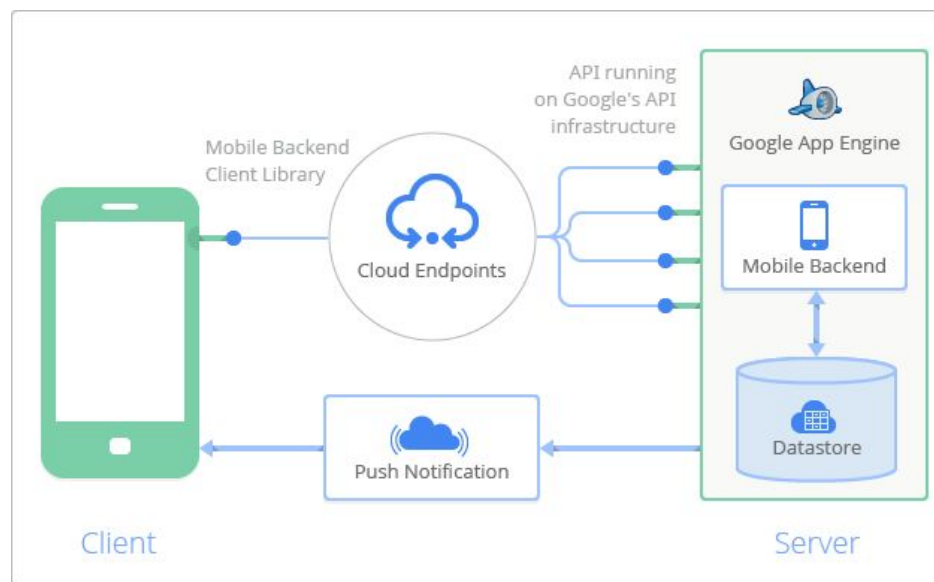 API running
on Google's API
infrastructure
Google App Engine
Mobile Backend
Client Library
Cloud Endpoints
Mobile Backend
Datastore
Push Notification
Client
Server